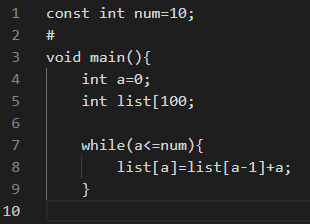 1 const int num=10;
2 #
3 void main(){
4 int a=0;
5 int list[100;
6
7 while(a<=num){
8 list[a]=list[a-1]+a;
9 }
10